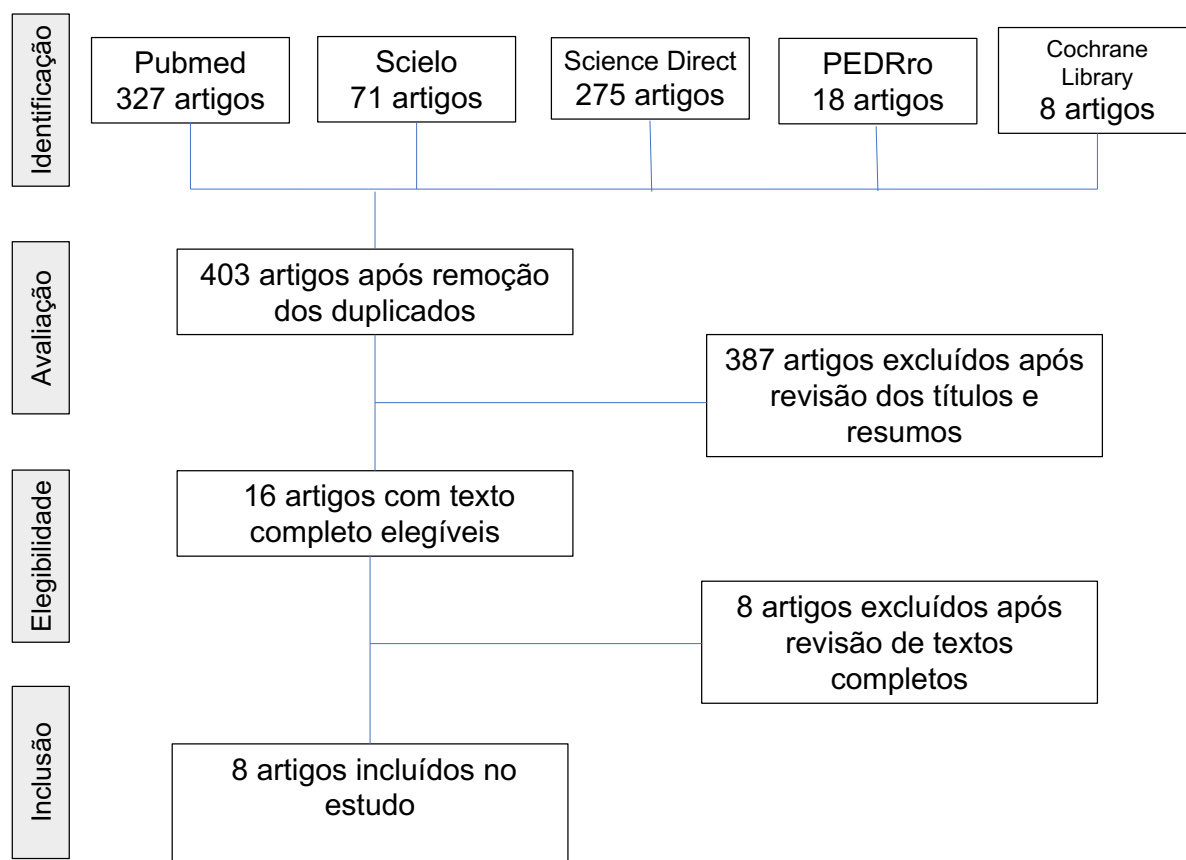 Identificação
Pubmed
327 artigos
Scielo
71 artigos
Science Direct
275 artigos
PEDRro
18 artigos
Cochrane
Library
8 artigos
Avaliação
403 artigos após remoção
dos duplicados
387 artigos excluídos após
revisão dos títulos e
resumos
Elegibilidade
16 artigos com texto
completo elegíveis
8 artigos excluídos após
revisão de textos
completos
Inclusão
8 artigos incluídos no
estudo